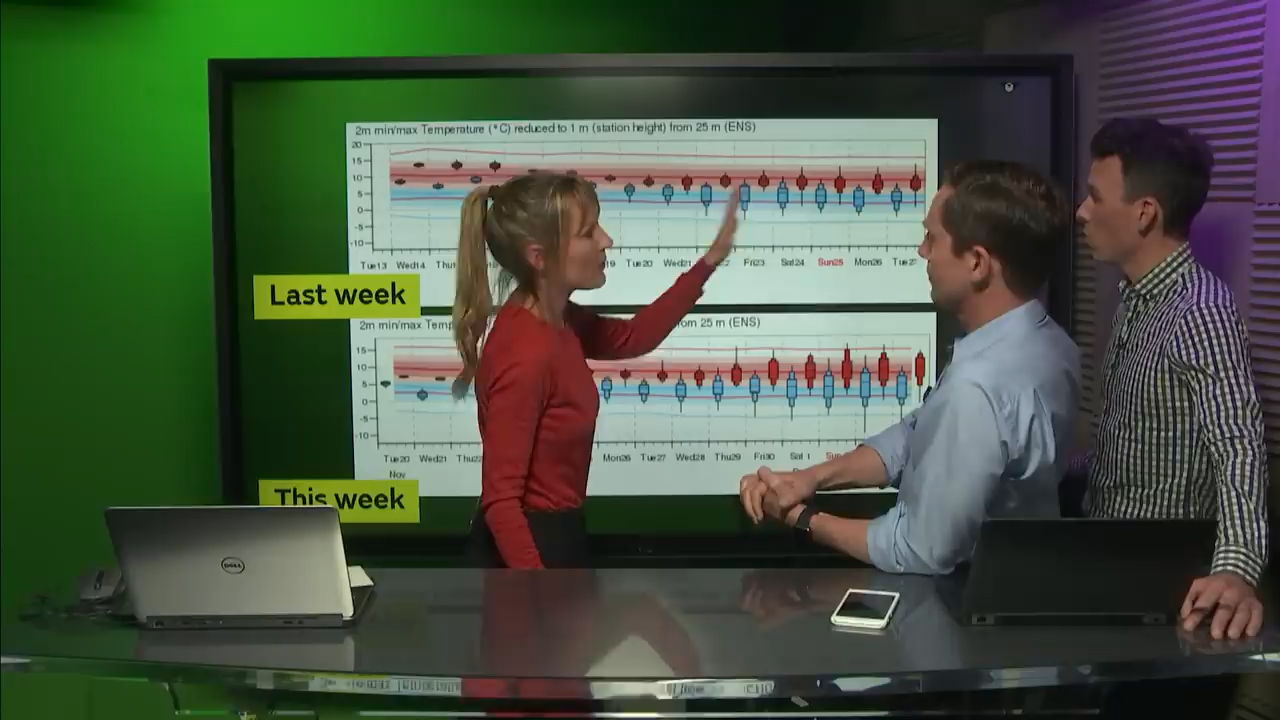 2m min/max Temperature (°C) reduced to 1 m (station height) from 25 m (ENS)
20
15
10
5
0
-5
-10
Tue13 Wed14 Tue20 Wed21 Fri23 Sat24 Sun25 Mon26 Tue27
Last week
2m min/max from 25 m (ENS)
15
10
5
0
-5
-10
Tue20 Wed21 Thu22 Mon26 Tue27 Wed28 Thu29 Fri30 Sat 1
Nov
This week
DELL